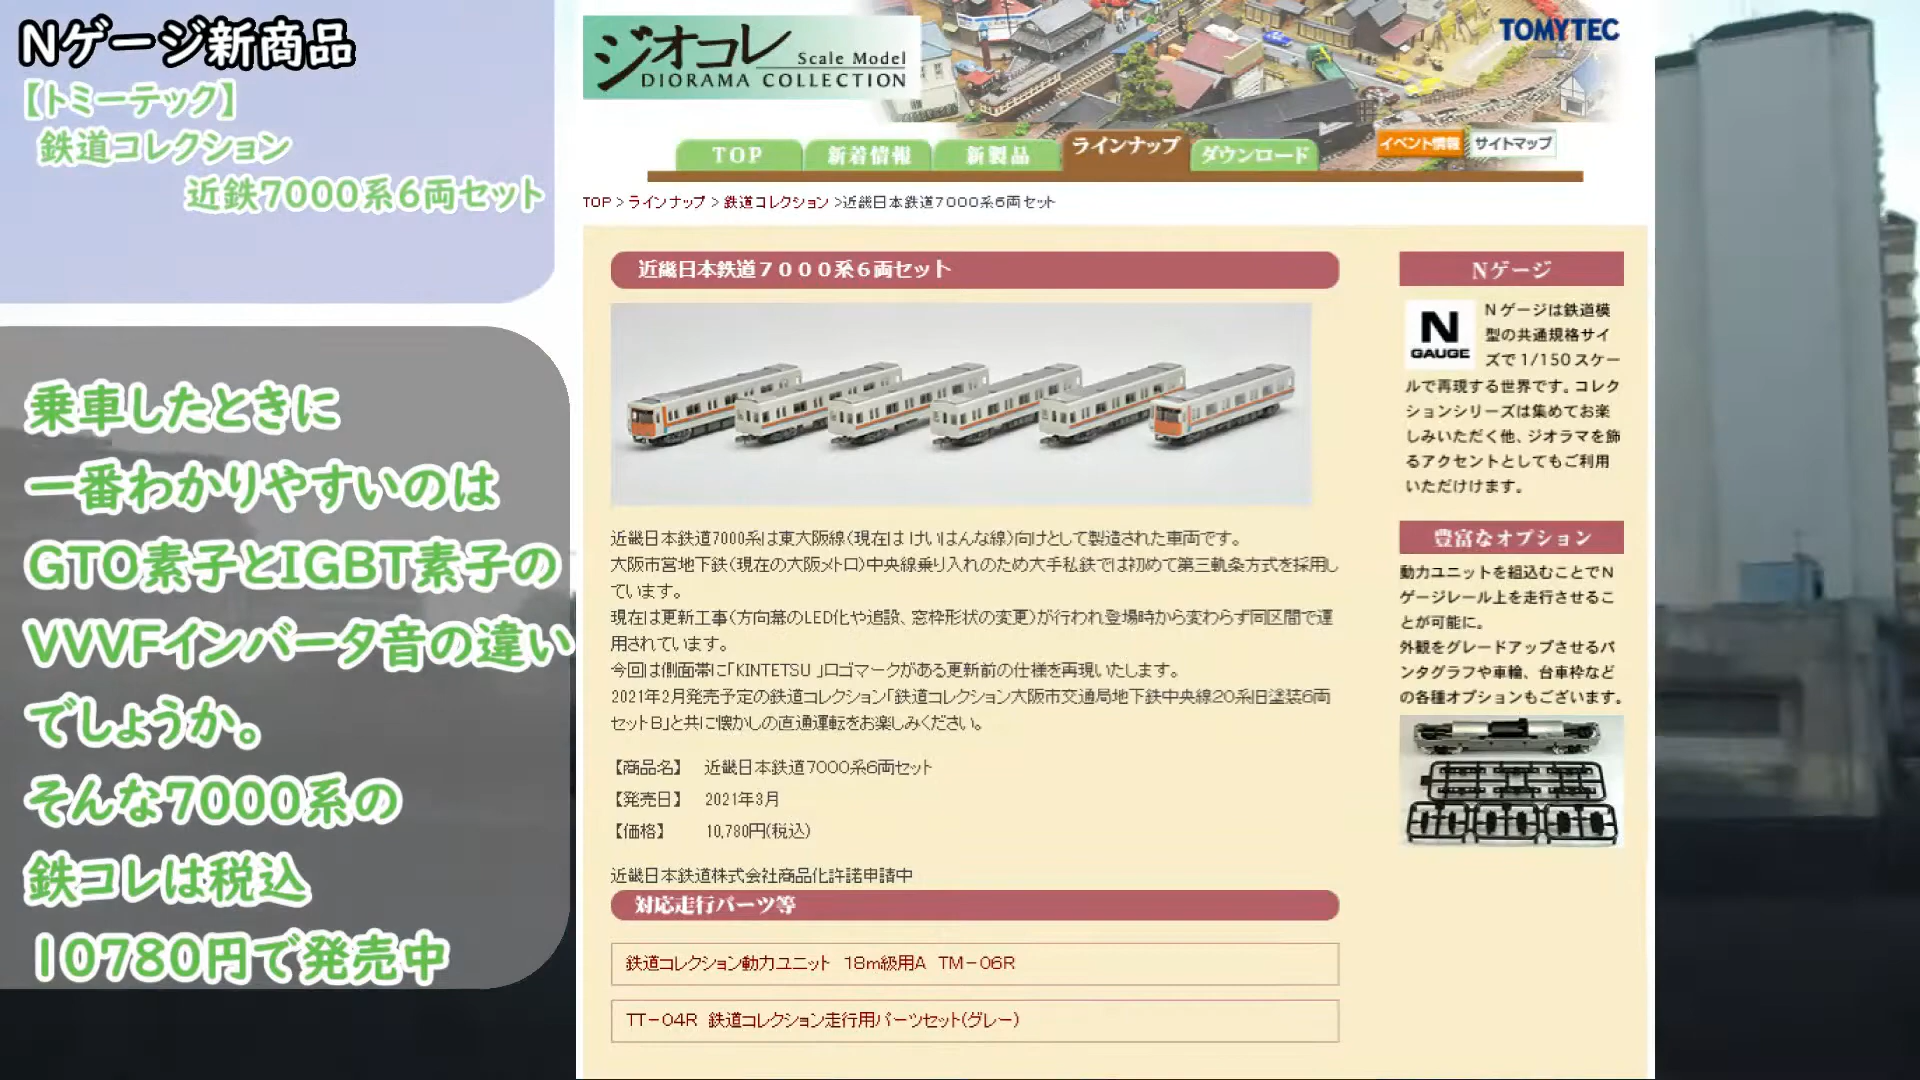 Nゲージ新商品
【トミーテック】
鉄道コレクション
近鉄7000系6両セット
乗車したときに
一番わかりやすいのは
GTO素子とIGBT素子の
VVVFインバータ音の違い
でしょうか。
そんな7000系の
鉄コレは税込
10780円で発売中
ジオコレ
Scale Model
DIORAMA COLLECTION
TOMYTEC
TOP
新着情報
新製品
ラインナップ
ダウンロード
イベント情報
サイトマップ
TOP > ラインナップ > 鉄道コレクション >近畿日本鉄道7000系6両セット
近畿日本鉄道7000系6両セット
近畿日本鉄道7000系は東大阪線（現在はけいはんな線）向けとして製造された車両です。
大阪市営地下鉄（現在の大阪メトロ）中央線乗り入れのため大手私鉄では初めて第三軌条方式を採用し
ています。
現在は更新工事（方向幕のLED化や追設、窓枠形状の変更）が行われ登場時から変わらず同区間で運
用されています。
今回は側面帯に「KINTETSU」ロゴマークがある更新前の仕様を再現いたします。
2021年2月発売予定の鉄道コレクション「鉄道コレクション大阪市交通局地下鉄中央線20系旧塗装6両
セットB」と共に懐かしの直通運転をお楽しみください。
【商品名】　近畿日本鉄道7000系6両セット
【発売日】　2021年3月
【価格】　10,780円(税込)
近畿日本鉄道株式会社商品化許諾申請中
対応走行パーツ等
鉄道コレクション動力ユニット　18m級用A　TM-06R
TT-04R 鉄道コレクション走行用パーツセット(グレー)
Nゲージ
N
GAUGE
Nゲージは鉄道模
型の共通規格サイ
ズで1/150スケー
ルで再現する世界です。コレク
ションシリーズは集めてお楽
しみいただく他、ジオラマを飾
るアクセントとしてもご利用
いただけけます。
豊富なオプション
動力ユニットを組込むことでN
ゲージレール上を走行させるこ
とが可能に。
外観をグレードアップさせるパ
ンタグラフや車輪、台車枠など
の各種オプションもございます。